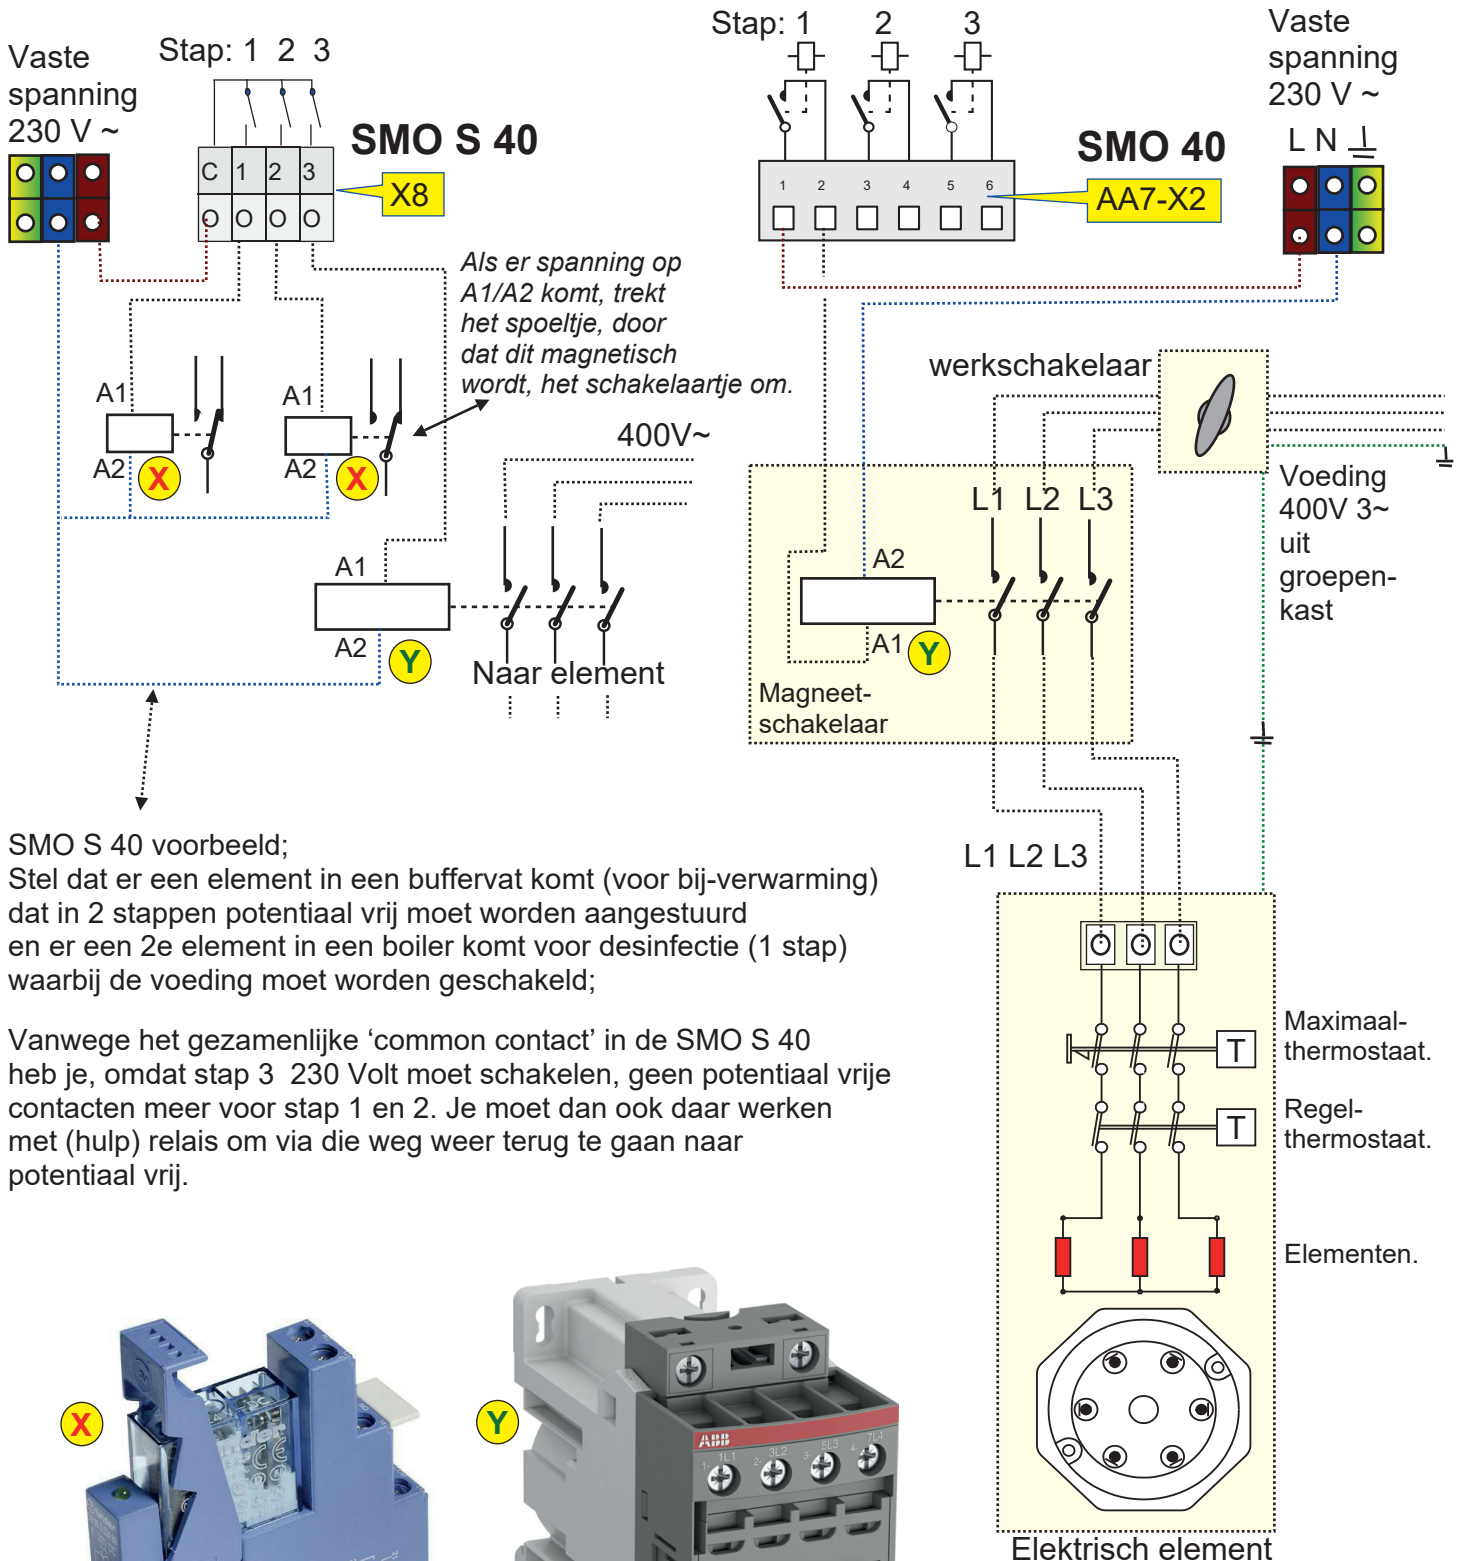 Vaste
spanning
230 V ~
Stap: 1 2 3
SMO S 40
C 1 2 3
X8
Als er spanning op
A1/A2 komt, trekt
het spoeltje, door
dat dit magnetisch
wordt, het schakelaartje om.
A1
A2
X
A1
A2
X
400V~
A1
A2
Y
Naar element
Stap: 1 2 3
SMO 40
1 2 3 4 5 6
AA7-X2
Vaste
spanning
230 V ~
L N
werkschakelaar
Voeding
400V 3~
uit
groepen-
kast
L1 L2 L3
A2
A1
Y
Magneet-
schakelaar
L1 L2 L3
SMO S 40 voorbeeld;
Stel dat er een element in een buffervat komt (voor bij-verwarming)
dat in 2 stappen potentiaal vrij moet worden aangestuurd
en er een 2e element in een boiler komt voor desinfectie (1 stap)
waarbij de voeding moet worden geschakeld;
Vanwege het gezamenlijke ‘common contact’ in de SMO S 40
heb je, omdat stap 3 230 Volt moet schakelen, geen potentiaal vrije
contacten meer voor stap 1 en 2. Je moet dan ook daar werken
met (hulp) relais om via die weg weer terug te gaan naar
potentiaal vrij.
T
Maximaal-
thermostaat.
T
Regel-
thermostaat.
Elementen.
Elektrisch element
X
Y
ABB
1L1 3L2 5L3 7L4
1- 2- 3- 4-